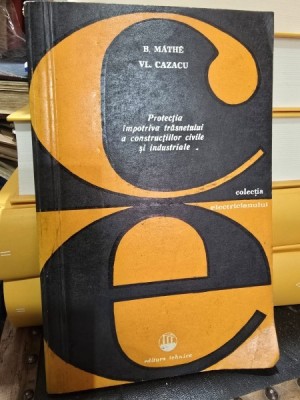 B. MÁTHÉ
VL. CAZACU
Protecția
împotriva trăsnetului
a construcțiilor civile
și industriale
colecția
electricianului
editura tehnică